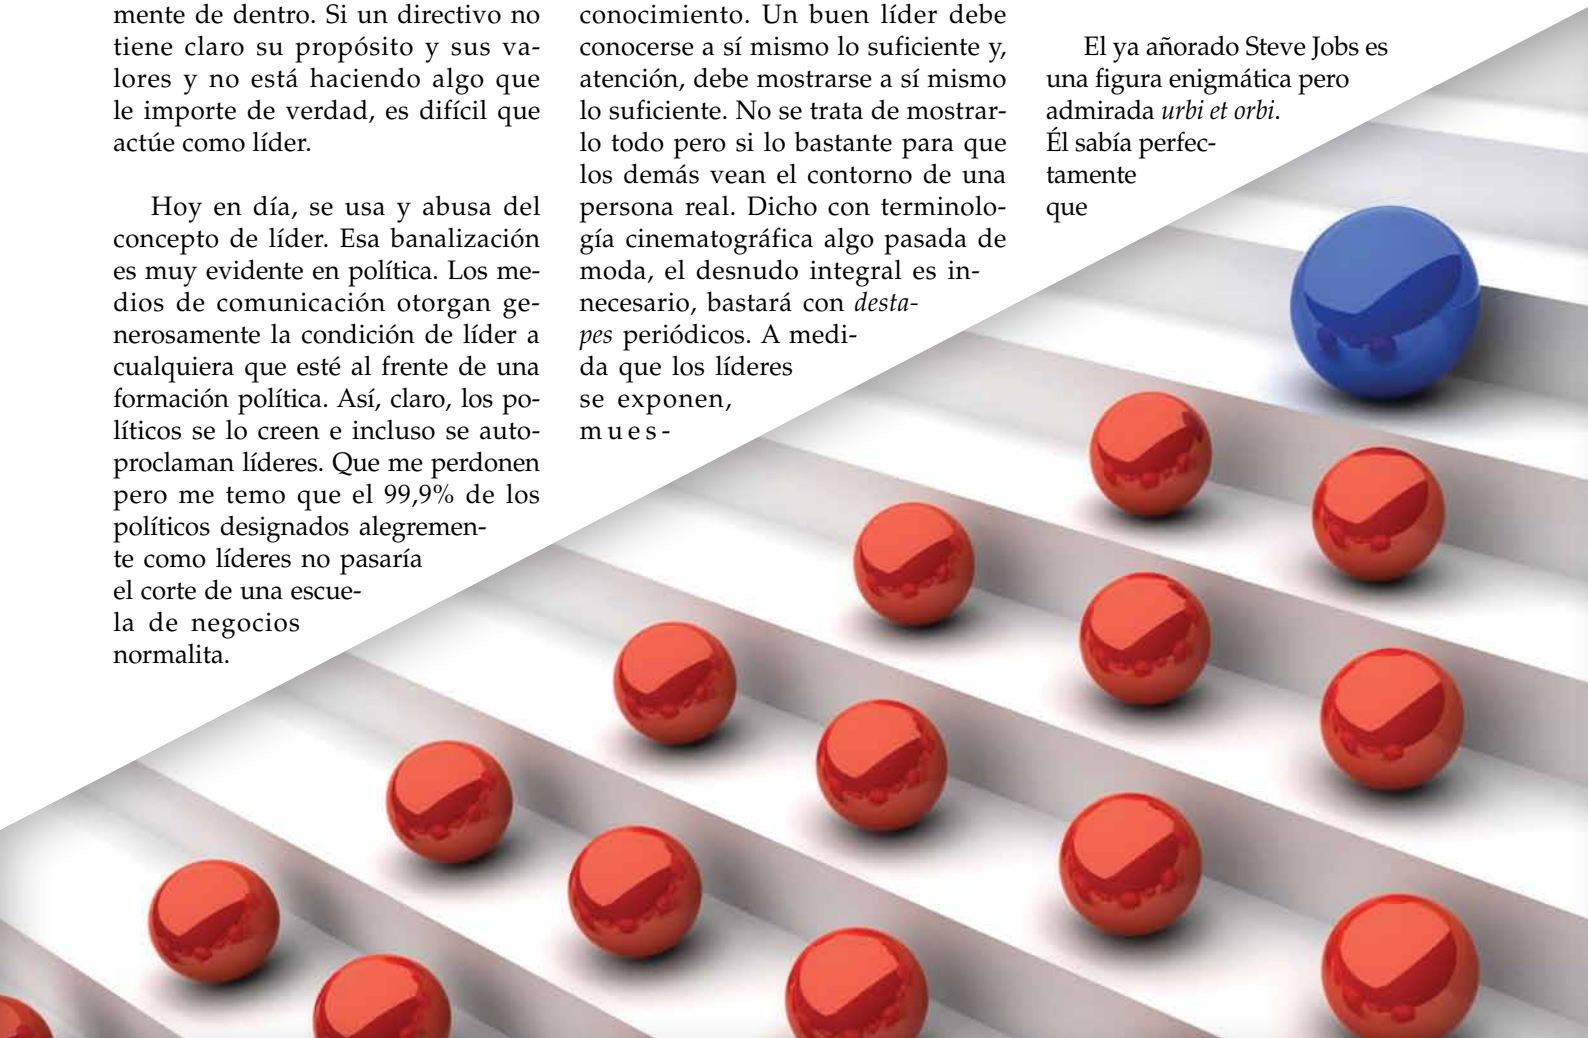 mente de dentro. Si un directivo no
tiene claro su propósito y sus va-
lores y no está haciendo algo que
le importe de verdad, es difícil que
actúe como líder.
Hoy en día, se usa y abusa del
concepto de líder. Esa banalización
es muy evidente en política. Los me-
dios de comunicación otorgan ge-
nerosamente la condición de líder a
cualquiera que esté al frente de una
formación política. Así, claro, los po-
líticos se lo creen e incluso se auto-
proclaman líderes. Que me perdonen
pero me temo que el 99,9% de los
políticos designados alegremen-
te como líderes no pasaría
el corte de una escue-
la de negocios
normalita.
conocimiento. Un buen líder debe
conocerse a sí mismo lo suficiente y,
atención, debe mostrarse a sí mismo
lo suficiente. No se trata de mostrar-
lo todo pero si lo bastante para que
los demás vean el contorno de una
persona real. Dicho con terminolo-
gía cinematográfica algo pasada de
moda, el desnudo integral es in-
necesario, bastará con desta-
pes periódicos. A medi-
da que los líderes
se exponen,
mues-
El ya añorado Steve Jobs es
una figura enigmática pero
admirada urbi et orbi.
Él sabía perfec-
tamente
que